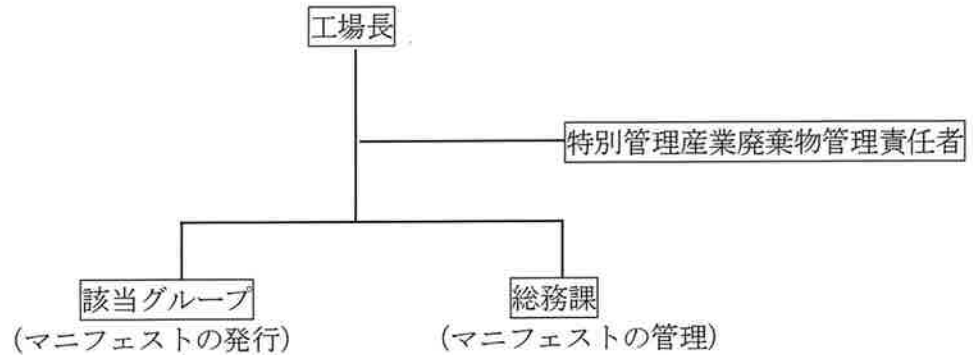 工場長
特別管理産業廃棄物管理責任者
該当グループ
(マニフェストの発行)
総務課
(マニフェストの管理)